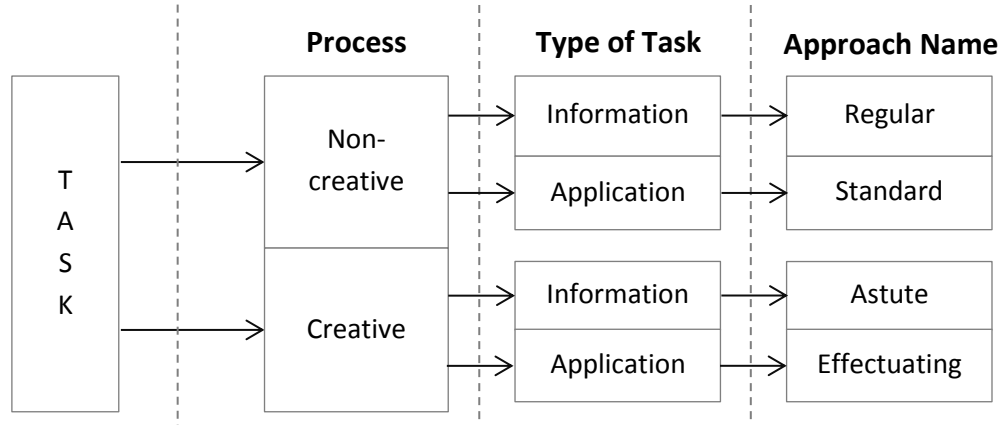 Process
Type of Task
Approach Name
T
A
S
K
Non-
creative
Information
Regular
Application
Standard
Creative
Information
Astute
Application
Effectuating